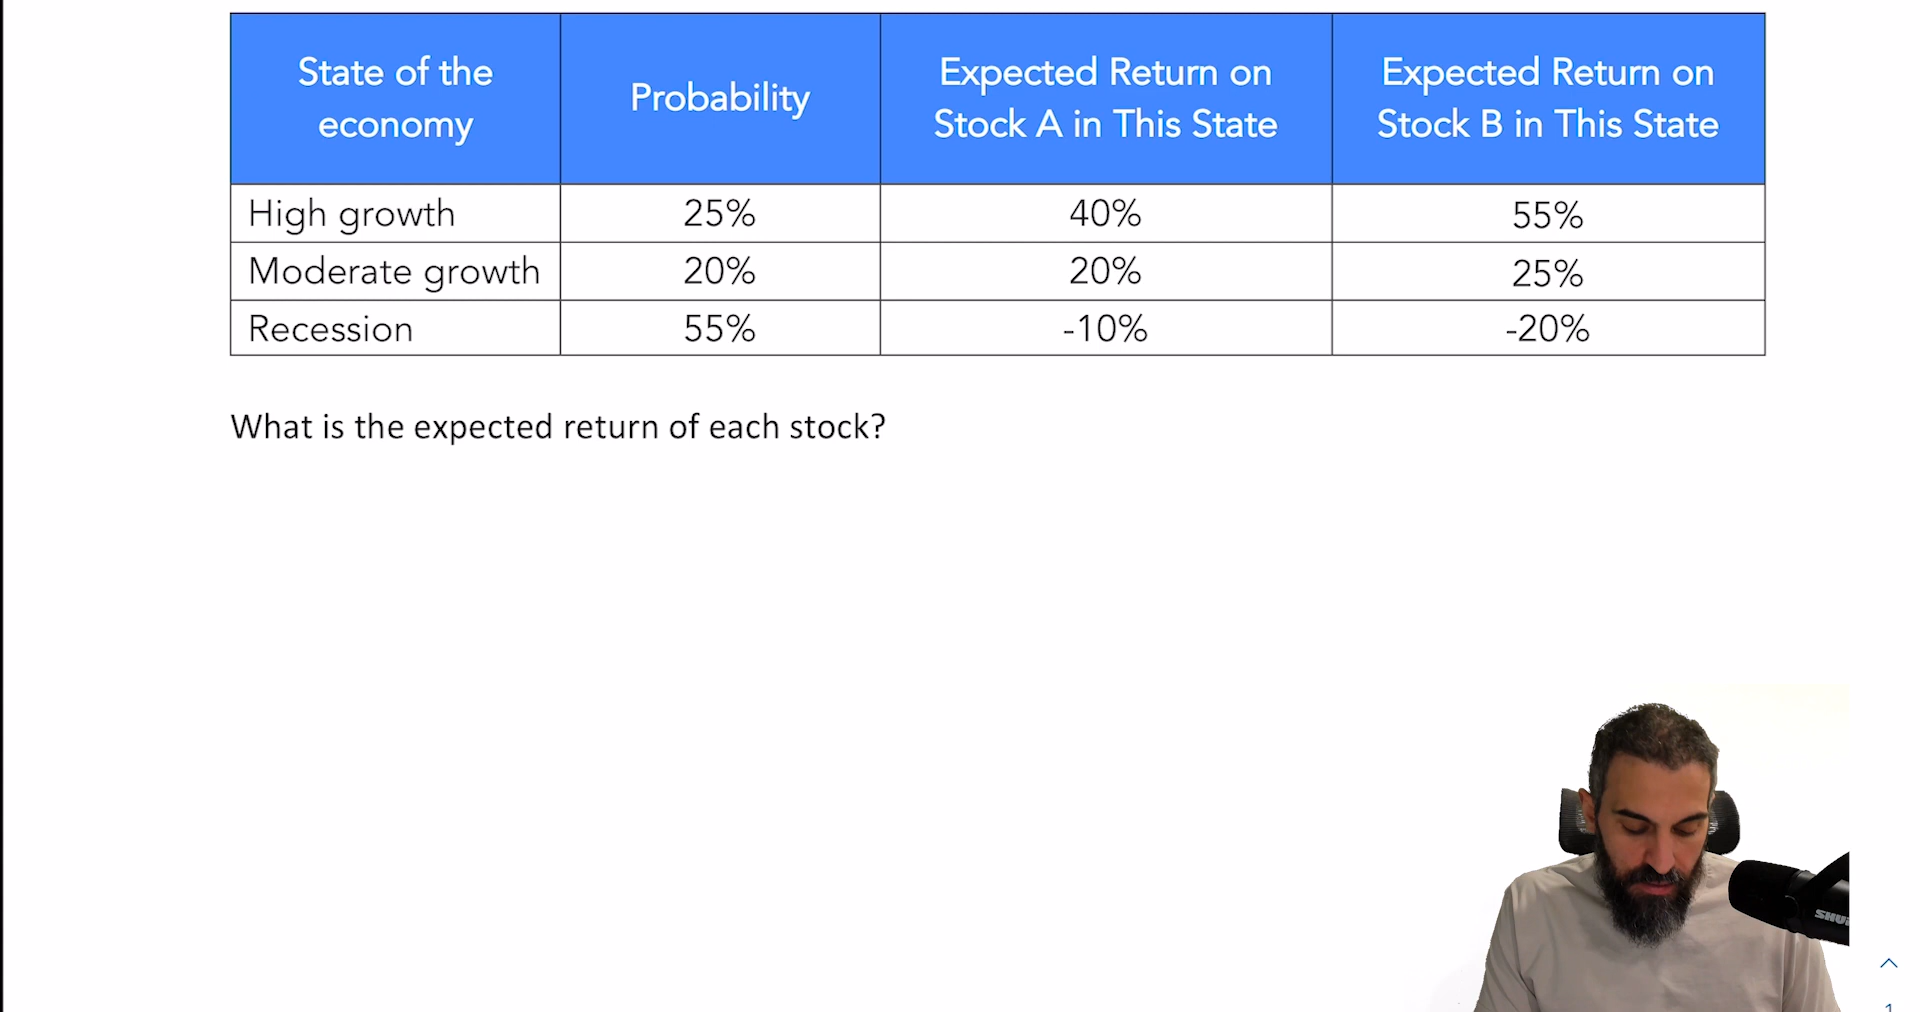 State of the
economy
Probability
Expected Return on
Stock A in This State
Expected Return on
Stock B in This State
High growth 25% 40% 55%
Moderate growth 20% 20% 25%
Recession 55% -10% -20%
What is the expected return of each stock?